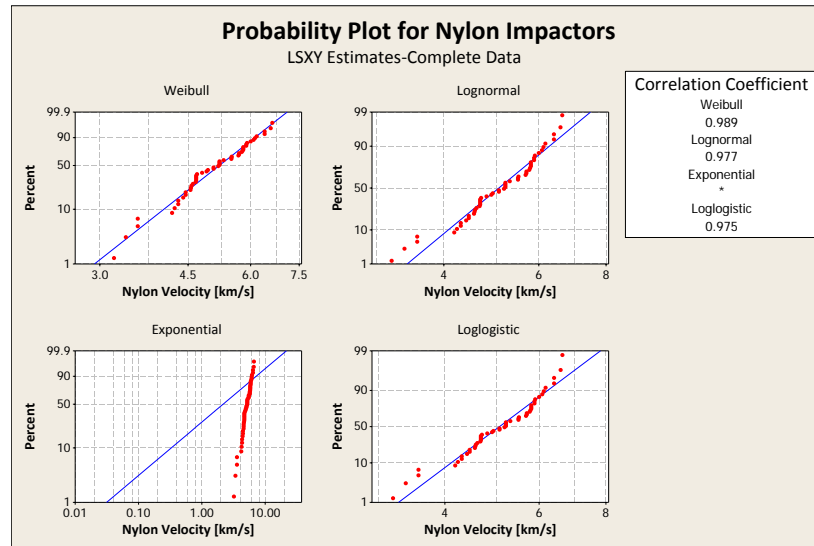 Probability Plot for Nylon Impactors
LSXY Estimates-Complete Data
Weibull
99.9
90
50
10
1
Percent
3.0 4.5 6.0 7.5
Nylon Velocity [km/s]
Lognormal
99
90
50
10
1
Percent
4 6 8
Nylon Velocity [km/s]
Correlation Coefficient
Weibull
0.989
Lognormal
0.977
Exponential
*
Loglogistic
0.975
Exponential
99.9
90
50
10
1
Percent
0.01 0.10 1.00 10.00
Nylon Velocity [km/s]
Loglogistic
99
90
50
10
1
Percent
4 6 8
Nylon Velocity [km/s]